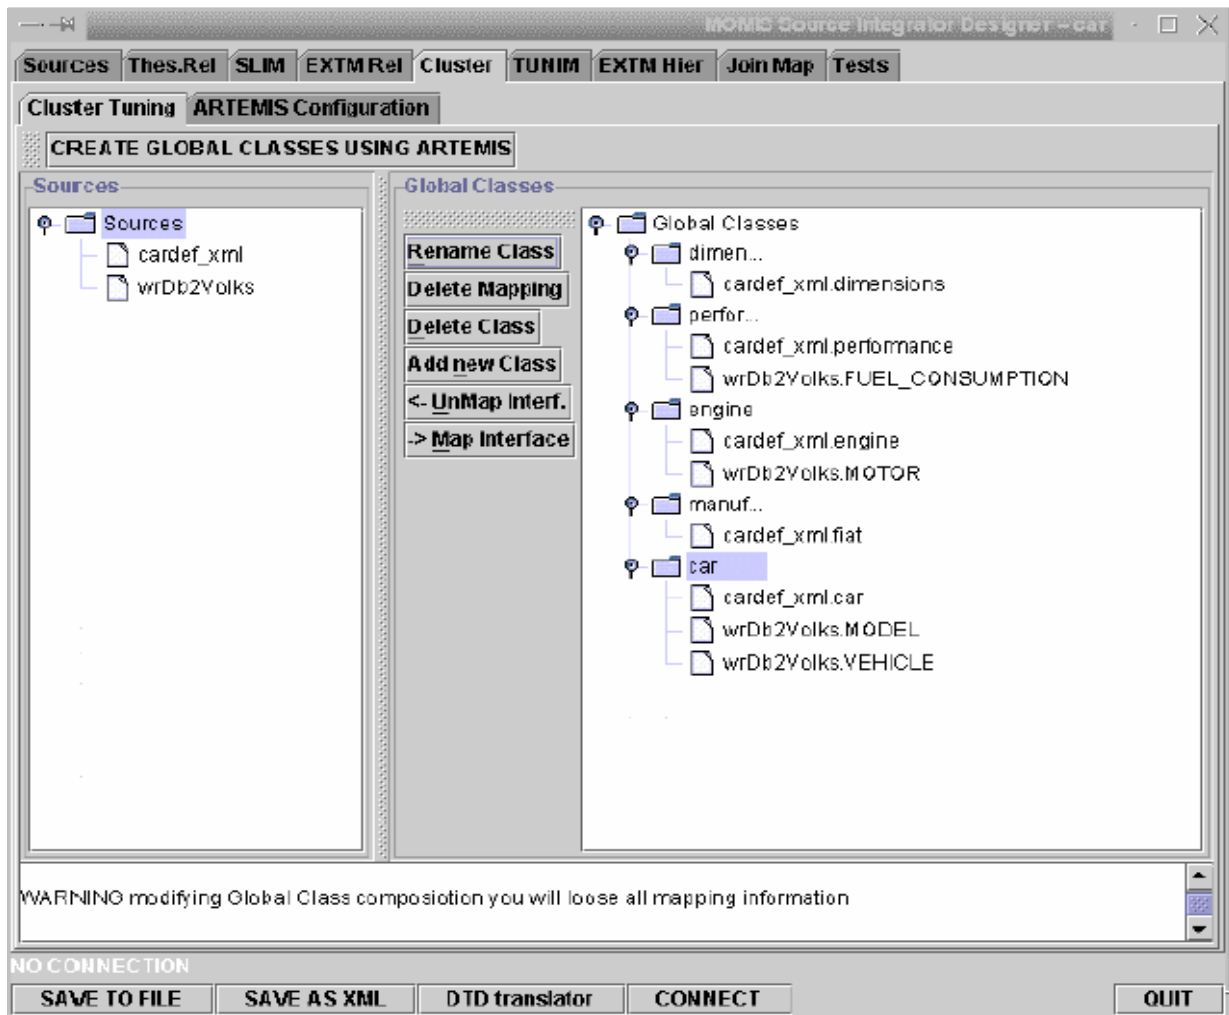 MOMIS Source Integrator Designer – car
Sources Thes.Rel SLIM EXTM Rel Cluster TUNIM EXTM Hier Join Map Tests
Cluster Tuning ARTEMIS Configuration
CREATE GLOBAL CLASSES USING ARTEMIS
Sources
Sources
cardef_xml
wrDb2Volks
Global Classes
Rename Class
Delete Mapping
Delete Class
Add new Class
<- UnMap Interf.
-> Map Interface
Global Classes
dimen...
cardef_xml.dimensions
perfor...
cardef_xml.performance
wrDb2Volks.FUEL_CONSUMPTION
engine
cardef_xml.engine
wrDb2Volks.MOTOR
manuf...
cardef_xml.fiat
car
cardef_xml.car
wrDb2Volks.MODEL
wrDb2Volks.VEHICLE
WARNING modifying Global Class composiotion you will loose all mapping information
NO CONNECTION
SAVE TO FILE SAVE AS XML DTD translator CONNECT QUIT